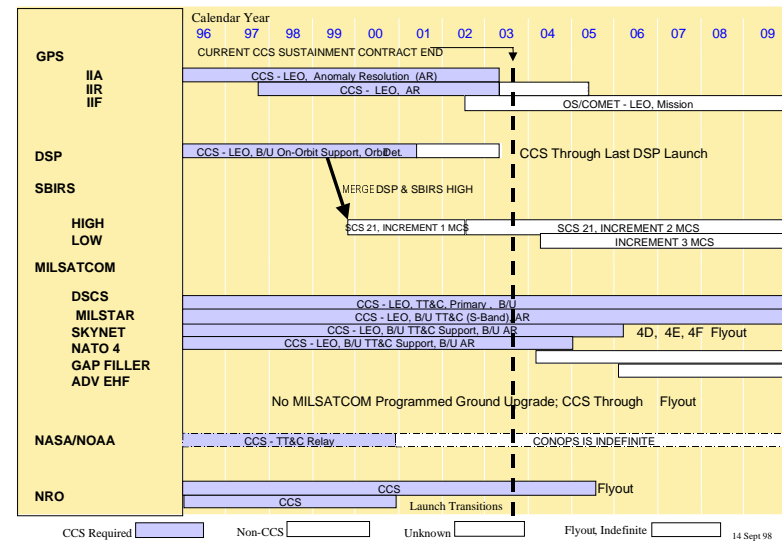 Calendar Year
96 97 98 99 00 01 02 03 04 05 06 07 08 09
CURRENT CCS SUSTAINMENT CONTRACT END
GPS
IIA
CCS - LEO, Anomaly Resolution (AR)
IIR
CCS - LEO, AR
IIF
OS/COMET - LEO, Mission
DSP
CCS - LEO, B/U On-Orbit Support, Orbit Det.
CCS Through Last DSP Launch
SBIRS
MERGE DSP & SBIRS HIGH
HIGH
SCS 21, INCREMENT 1 MCS
SCS 21, INCREMENT 2 MCS
LOW
INCREMENT 3 MCS
MILSATCOM
DSCS
CCS - LEO, TT&C, Primary, B/U
MILSTAR
CCS - LEO, B/U TT&C (S-Band), AR
SKYNET
CCS - LEO, B/U TT&C Support, B/U AR
4D, 4E, 4F Flyout
NATO 4
CCS - LEO, B/U TT&C Support, B/U AR
GAP FILLER
ADV EHF
No MILSATCOM Programmed Ground Upgrade; CCS Through Flyout
NASA/NOAA
CCS - TT&C Relay
CONOPS IS INDEFINITE
CCS
Flyout
NRO
CCS
Launch Transitions
CCS Required
Non-CCS
Unknown
Flyout, Indefinite
14 Sept 98